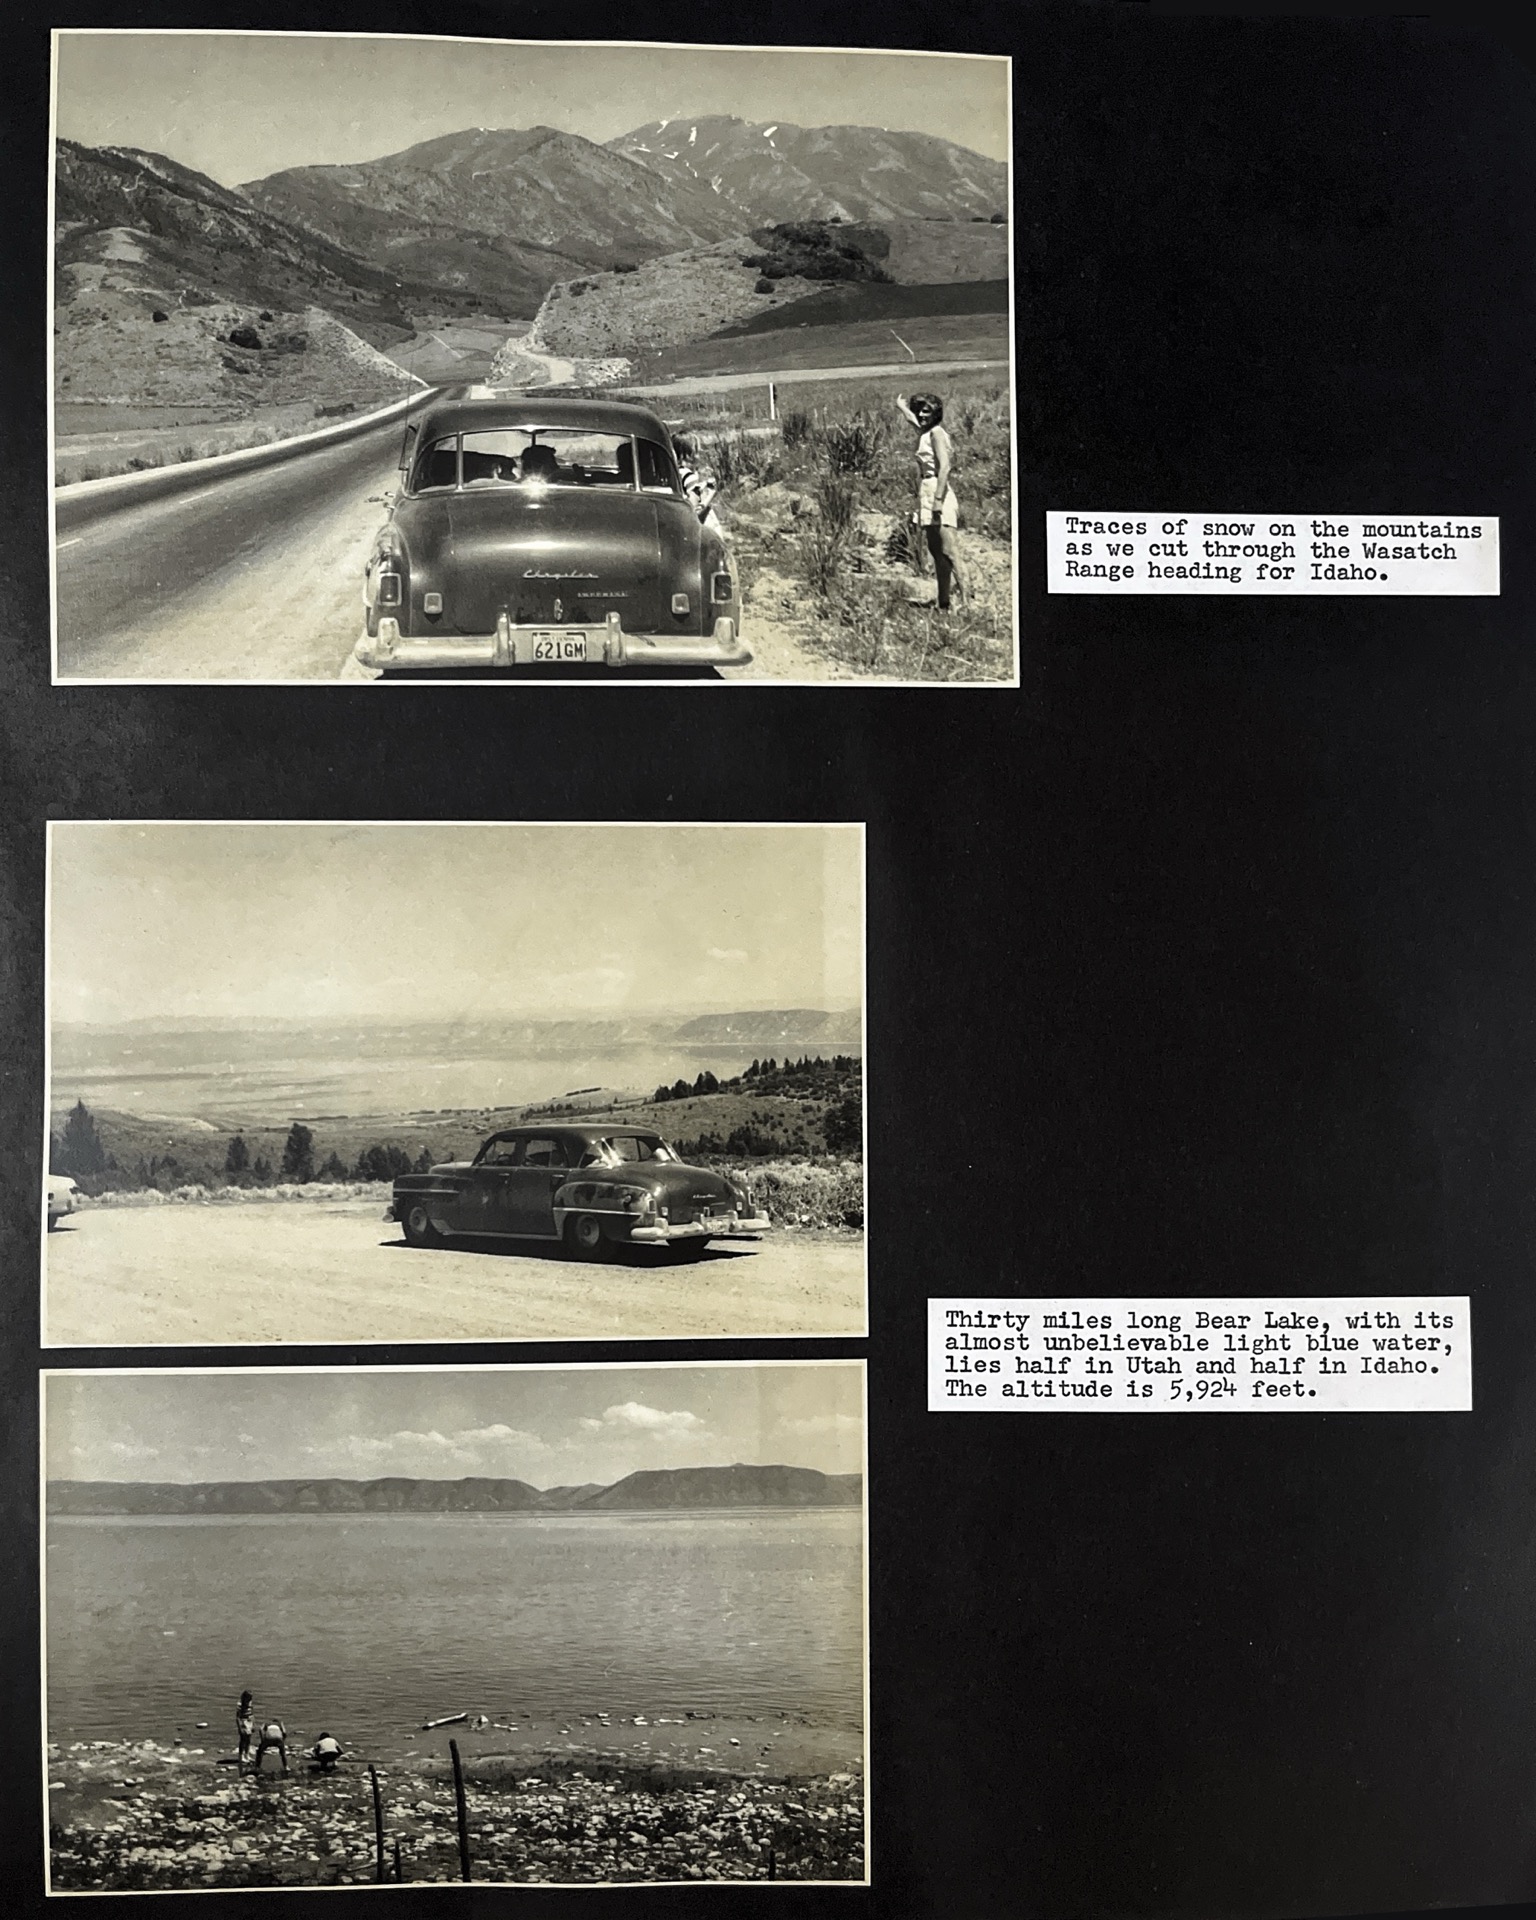 Chrysler
IMPERIAL
621GM
Traces of snow on the mountains
as we cut through the Wasatch
Range heading for Idaho.
Thirty miles long Bear Lake, with its
almost unbelievable light blue water,
lies half in Utah and half in Idaho.
The altitude is 5,924 feet.